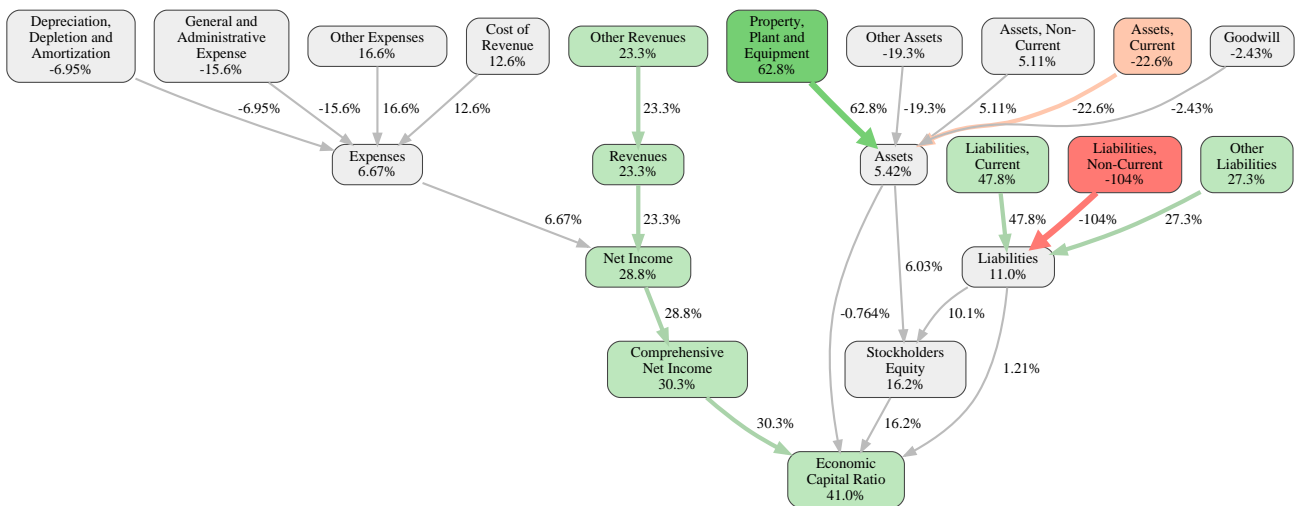 Depreciation,
Depletion and
Amortization
-6.95%
General and
Administrative
Expense
-15.6%
Other Expenses
16.6%
Cost of
Revenue
12.6%
Other Revenues
23.3%
Property,
Plant and
Equipment
62.8%
Other Assets
-19.3%
Assets, Non-
Current
5.11%
Assets,
Current
-22.6%
Goodwill
-2.43%
-6.95%
-15.6%
16.6%
12.6%
23.3%
62.8%
-19.3%
5.11%
-22.6%
-2.43%
Expenses
6.67%
Revenues
23.3%
Assets
5.42%
Liabilities,
Current
47.8%
Liabilities,
Non-Current
-104%
Other
Liabilities
27.3%
6.67%
23.3%
47.8%
-104%
27.3%
Net Income
28.8%
6.03%
Liabilities
11.0%
28.8%
-0.764%
10.1%
Comprehensive
Net Income
30.3%
Stockholders
Equity
16.2%
1.21%
30.3%
16.2%
Economic
Capital Ratio
41.0%